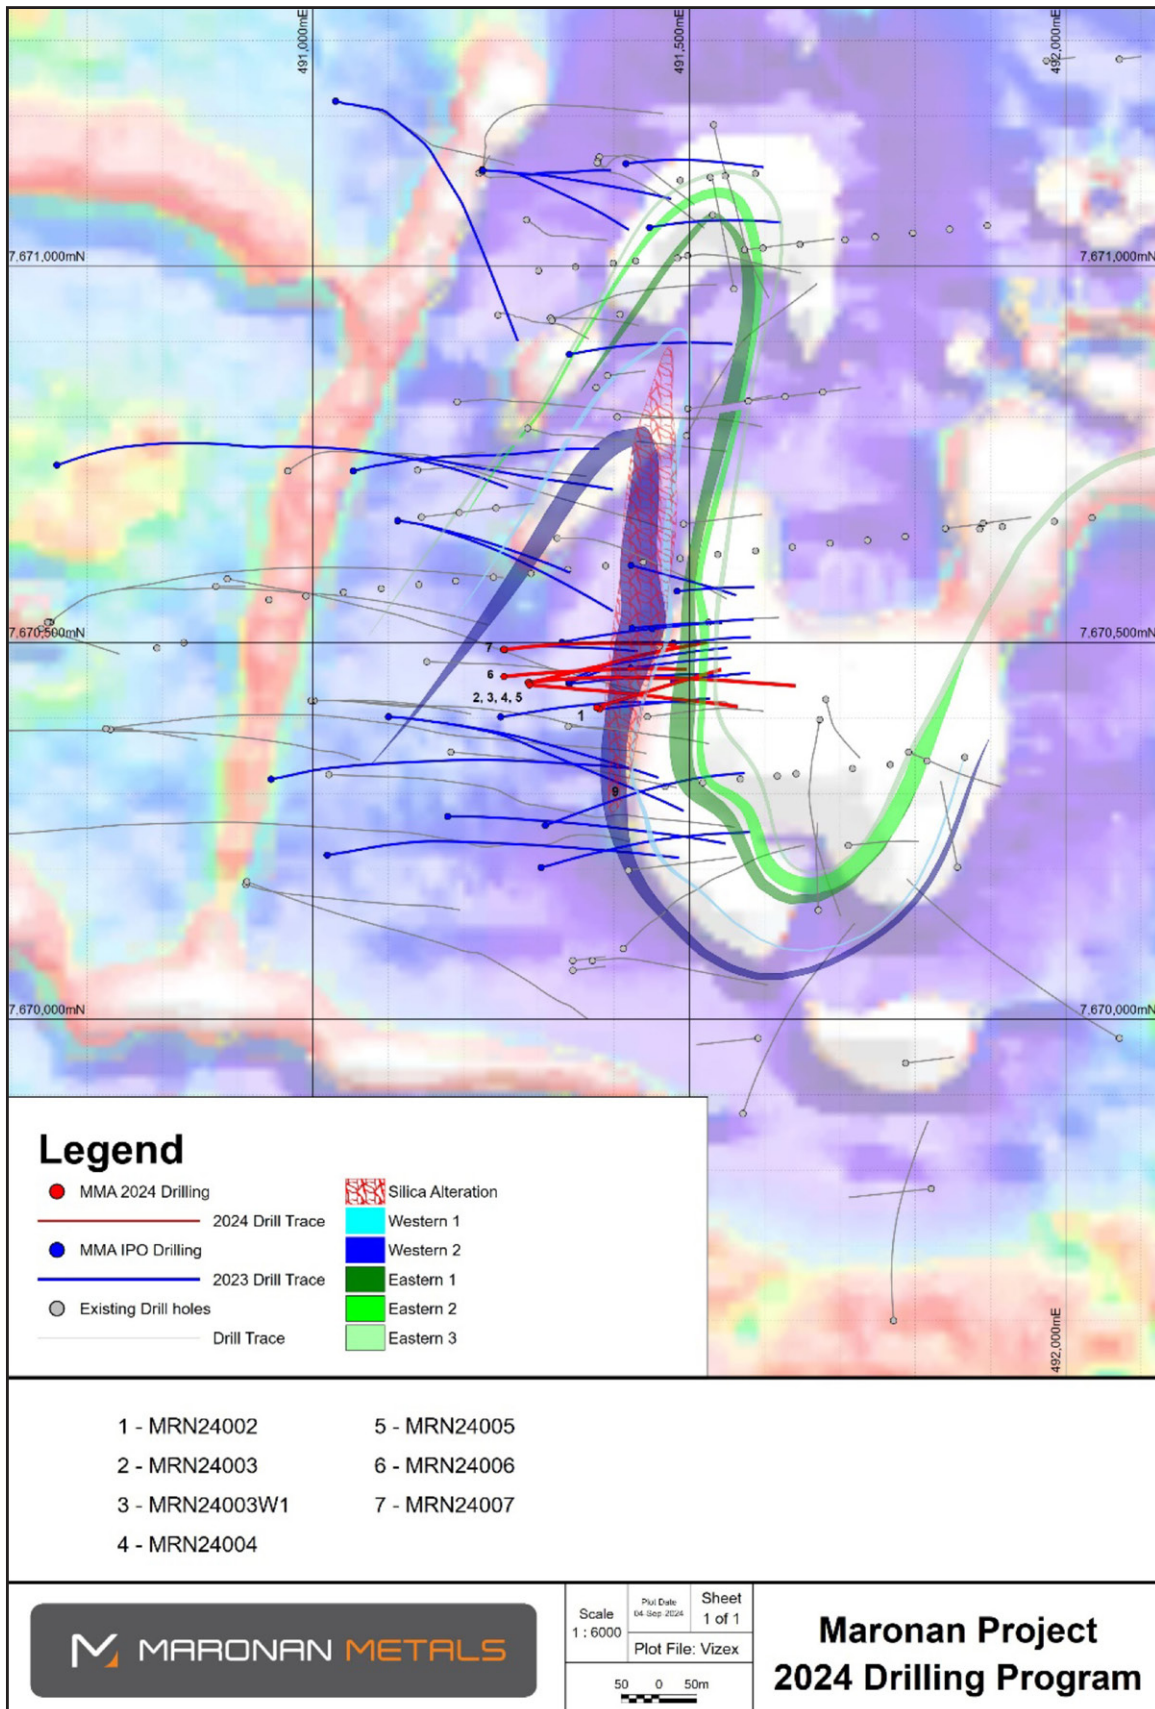 491,000mE
491,500mE
492,000mE
7,671,000mN
7,671,000mN
7,670,500mN
7,670,500mN
7
6
2, 3, 4, 5
1
9
7,670,000mN
7,670,000mN
492,000mE
Legend
MMA 2024 Drilling
2024 Drill Trace
MMA IPO Drilling
2023 Drill Trace
Existing Drill holes
Drill Trace
Silica Alteration
Western 1
Western 2
Eastern 1
Eastern 2
Eastern 3
1 - MRN24002
2 - MRN24003
3 - MRN24003W1
4 - MRN24004
5 - MRN24005
6 - MRN24006
7 - MRN24007
MARONAN METALS
Scale
1 : 6000
Plot Date
04-Sep-2024
Sheet
1 of 1
Plot File: Vizex
50 0 50m
Maronan Project
2024 Drilling Program